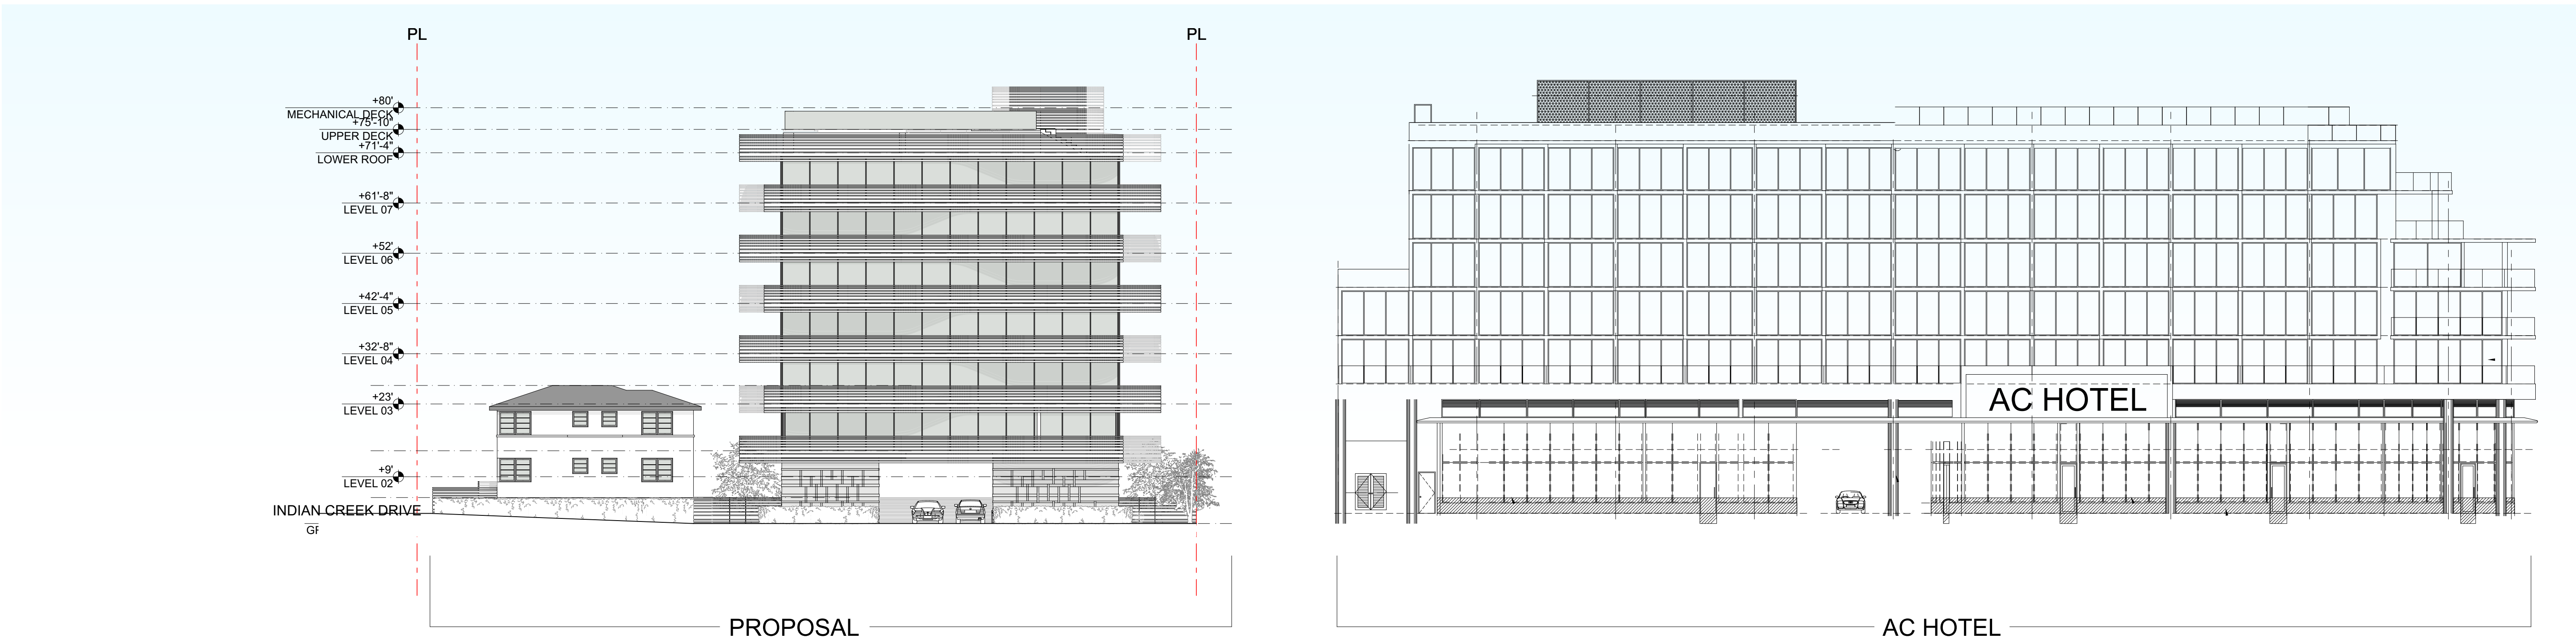 PL
PL
+80'
MECHANICAL DECK
+75'-10"
UPPER DECK
+71'-4"
LOWER ROOF
+61'-8"
LEVEL 07
+52'
LEVEL 06
+42'-4"
LEVEL 05
+32'-8"
LEVEL 04
+23'
LEVEL 03
+9'
LEVEL 02
INDIAN CREEK DRIVE
GF
AC HOTEL
PROPOSAL
AC HOTEL